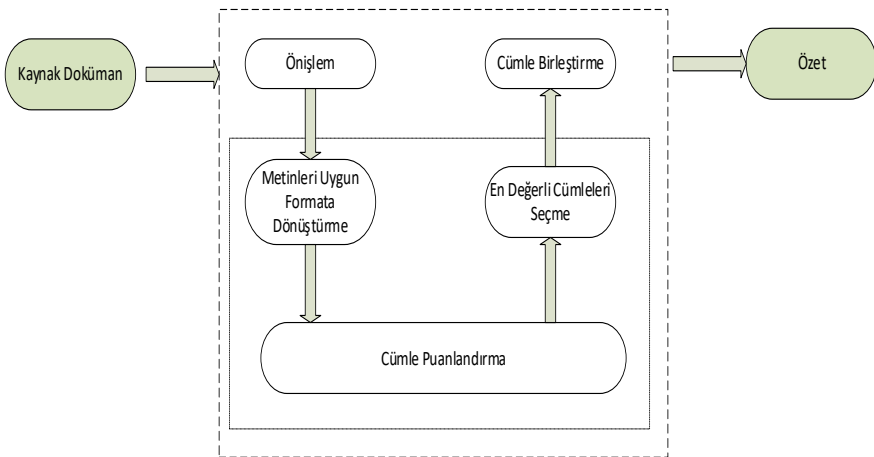 Kaynak Doküman
Önişlem
Metinleri Uygun
Formata
Dönüştürme
Cümle Puanlandırma
En Değerli Cümleleri
Seçme
Cümle Birleştirme
Özet